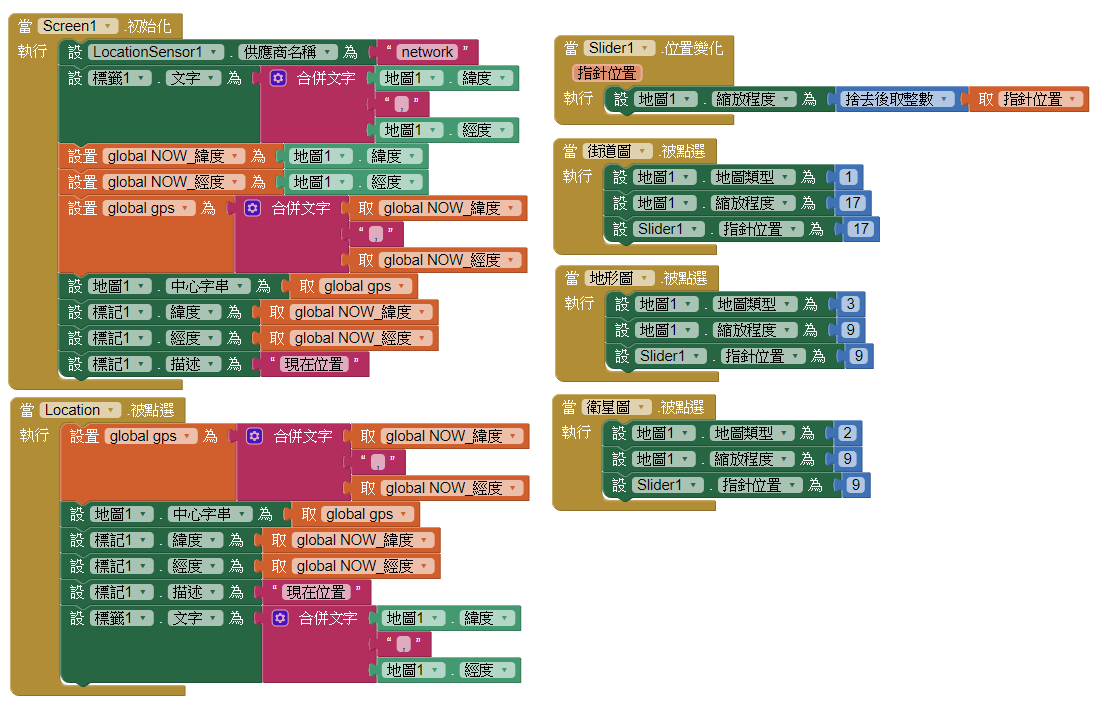 當 Screen1 .初始化
執行 設 LocationSensor1 . 供應商名稱 為 “ network ”
設 標籤1 . 文字 為 合併文字 地圖1 . 緯度
“ , ”
地圖1 . 經度
設置 global NOW_緯度 為 地圖1 . 緯度
設置 global NOW_經度 為 地圖1 . 經度
設置 global gps 為 合併文字 取 global NOW_緯度
“ , ”
取 global NOW_經度
設 地圖1 . 中心字串 為 取 global gps
設 標記1 . 緯度 為 取 global NOW_緯度
設 標記1 . 經度 為 取 global NOW_經度
設 標記1 . 描述 為 “ 現在位置 ”
當 Location .被點選
執行 設置 global gps 為 合併文字 取 global NOW_緯度
“ , ”
取 global NOW_經度
設 地圖1 . 中心字串 為 取 global gps
設 標記1 . 緯度 為 取 global NOW_緯度
設 標記1 . 經度 為 取 global NOW_經度
設 標記1 . 描述 為 “ 現在位置 ”
設 標籤1 . 文字 為 合併文字 地圖1 . 緯度
“ , ”
地圖1 . 經度
當 Slider1 .位置變化
指針位置
執行 設 地圖1 . 縮放程度 為 捨去後取整數 取 指針位置
當 街道圖 .被點選
執行 設 地圖1 . 地圖類型 為 1
設 地圖1 . 縮放程度 為 17
設 Slider1 . 指針位置 為 17
當 地形圖 .被點選
執行 設 地圖1 . 地圖類型 為 3
設 地圖1 . 縮放程度 為 9
設 Slider1 . 指針位置 為 9
當 衛星圖 .被點選
執行 設 地圖1 . 地圖類型 為 2
設 地圖1 . 縮放程度 為 9
設 Slider1 . 指針位置 為 9